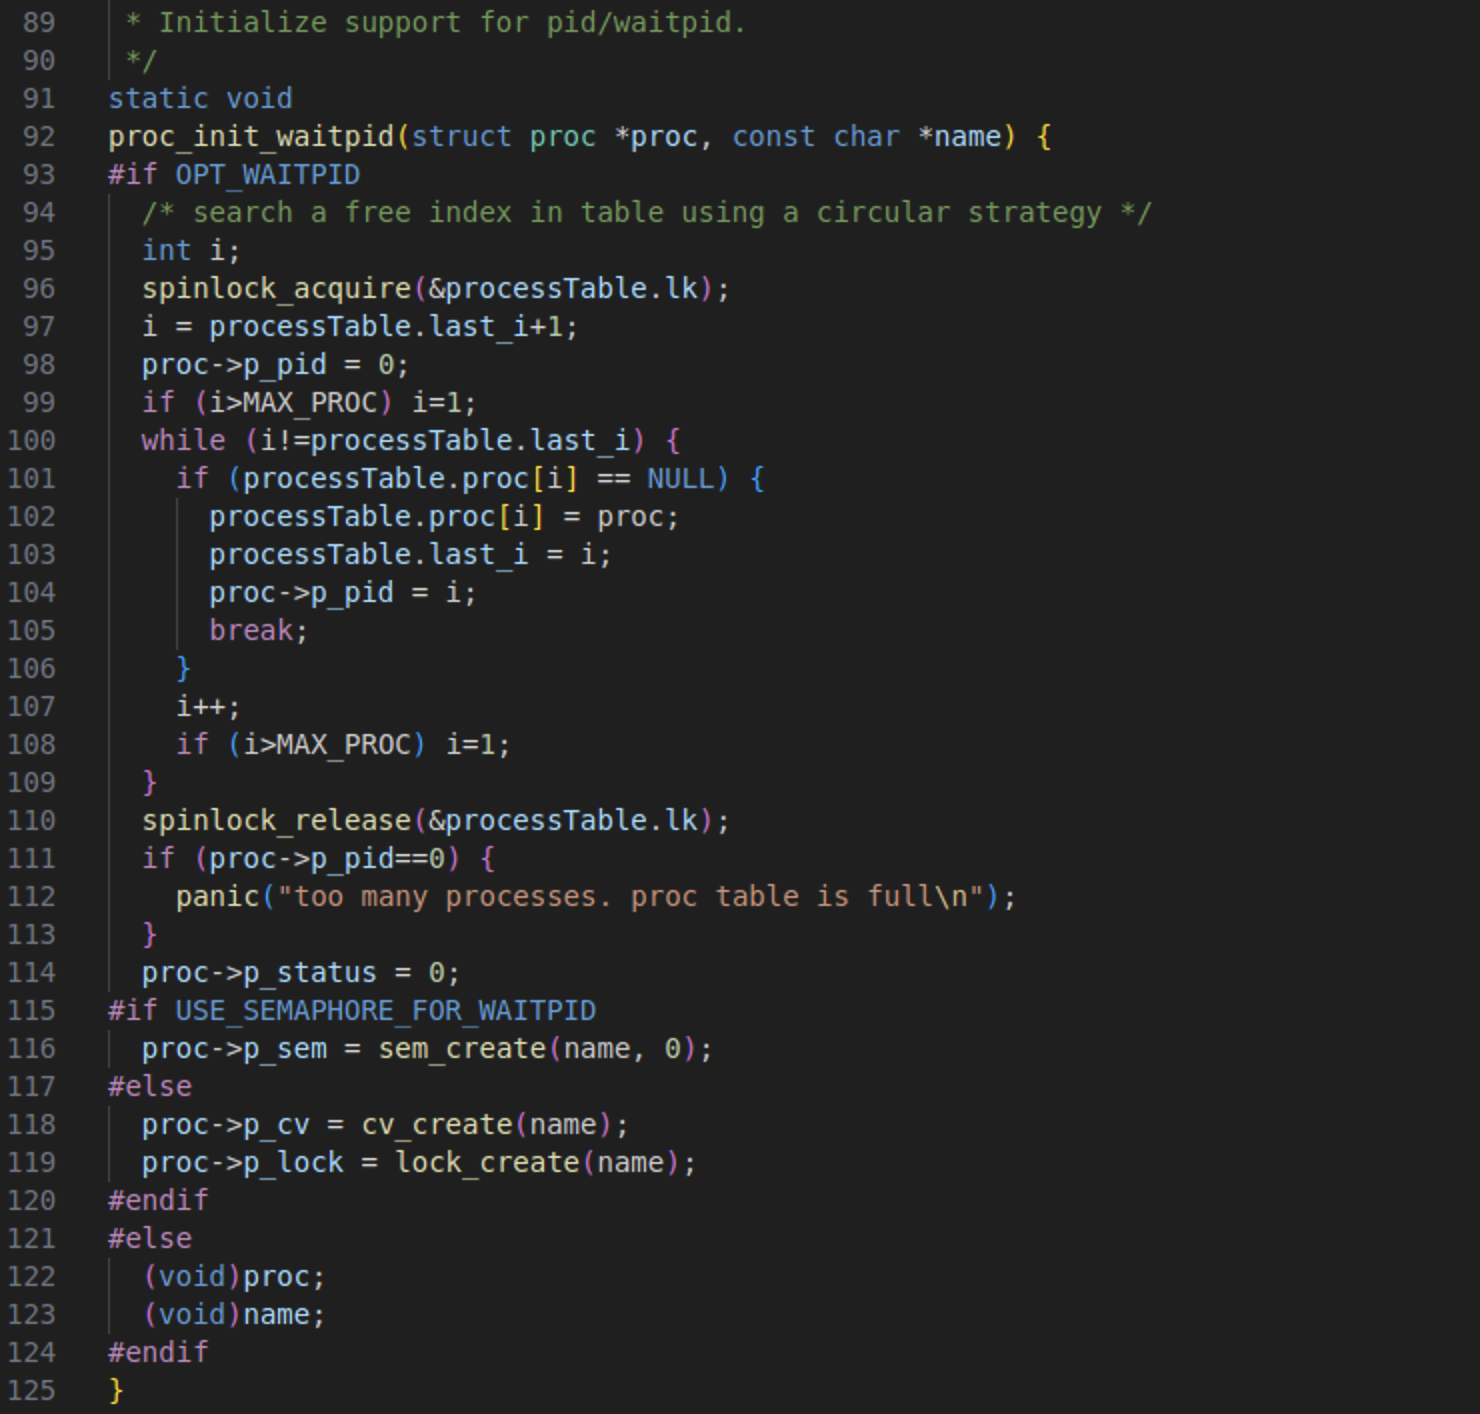 89 * Initialize support for pid/waitpid.
90 */
91 static void
92 proc_init_waitpid(struct proc *proc, const char *name) {
93 #if OPT_WAITPID
94 /* search a free index in table using a circular strategy */
95 int i;
96 spinlock_acquire(&processTable.lk);
97 i = processTable.last_i+1;
98 proc->p_pid = 0;
99 if (i>MAX_PROC) i=1;
100 while (i!=processTable.last_i) {
101 if (processTable.proc[i] == NULL) {
102 processTable.proc[i] = proc;
103 processTable.last_i = i;
104 proc->p_pid = i;
105 break;
106 }
107 i++;
108 if (i>MAX_PROC) i=1;
109 }
110 spinlock_release(&processTable.lk);
111 if (proc->p_pid==0) {
112 panic("too many processes. proc table is full\n");
113 }
114 proc->p_status = 0;
115 #if USE_SEMAPHORE_FOR_WAITPID
116 proc->p_sem = sem_create(name, 0);
117 #else
118 proc->p_cv = cv_create(name);
119 proc->p_lock = lock_create(name);
120 #endif
121 #else
122 (void)proc;
123 (void)name;
124 #endif
125 }